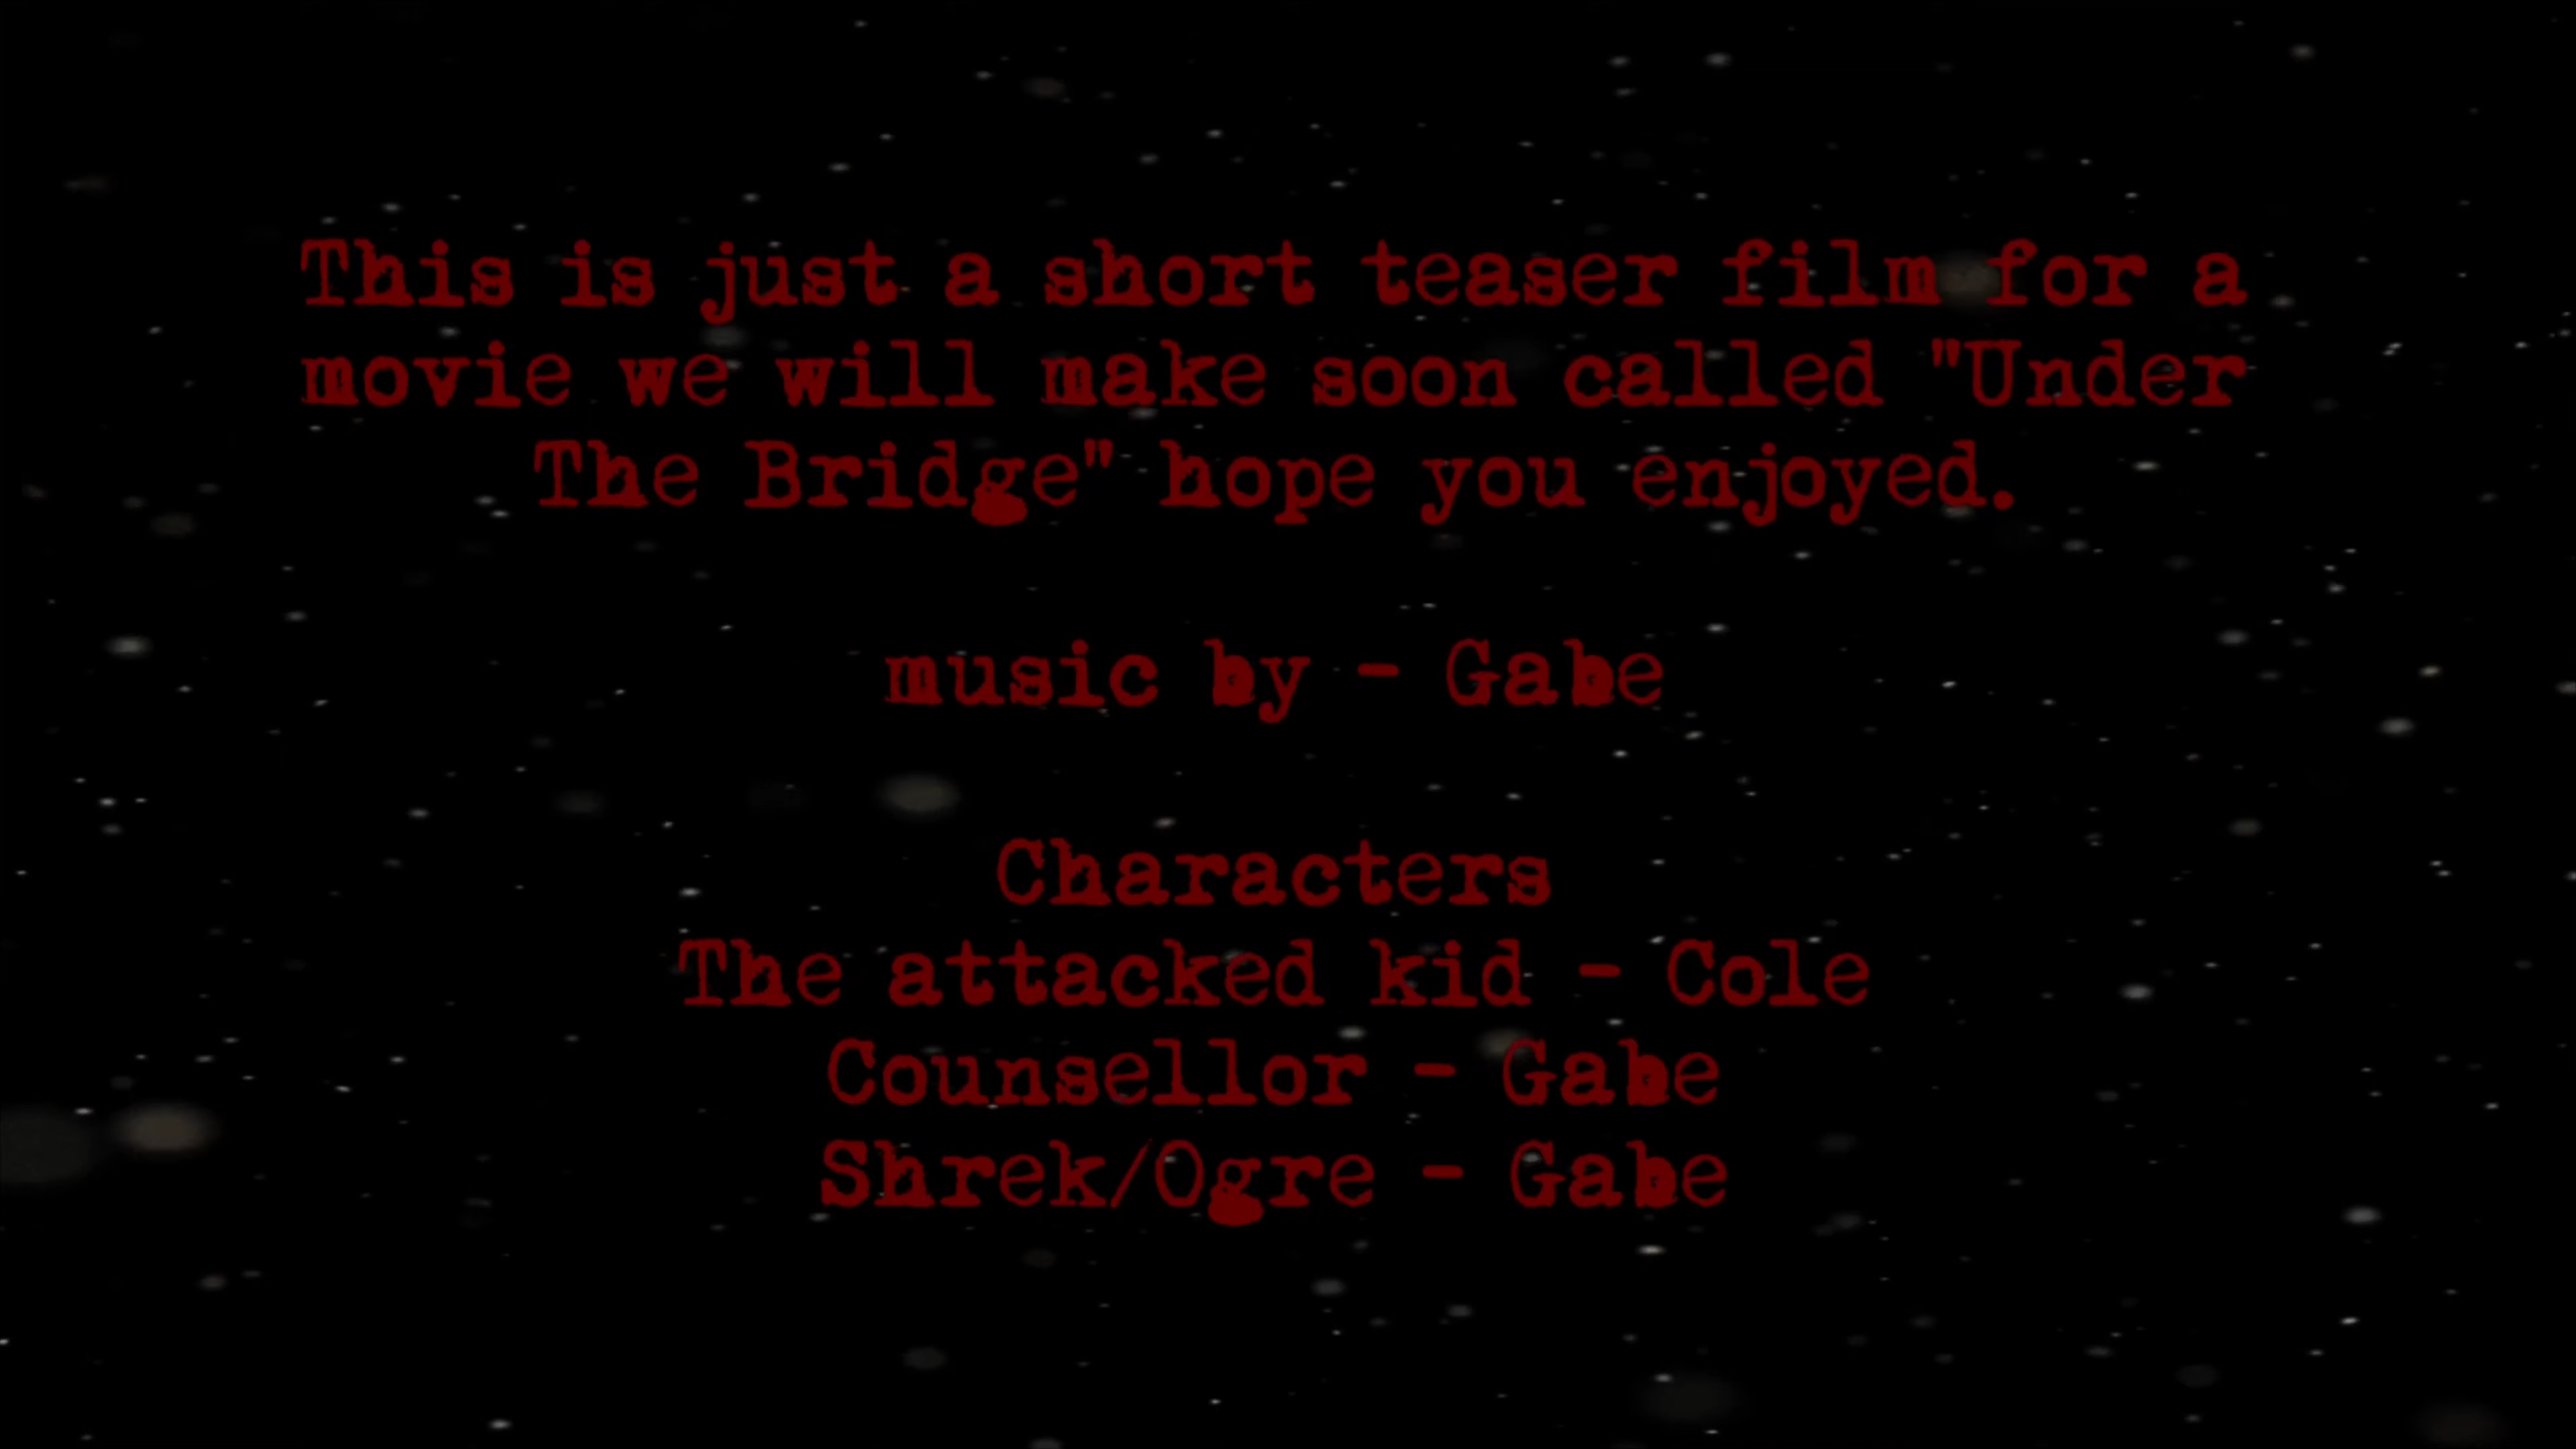 This is just a short teaser film for a
movie we will make soon called "Under
The Bridge" hope you enjoyed.
music by - Gabe
Characters
The attacked kid - Cole
Counsellor - Gabe
Shrek/Ogre - Gabe